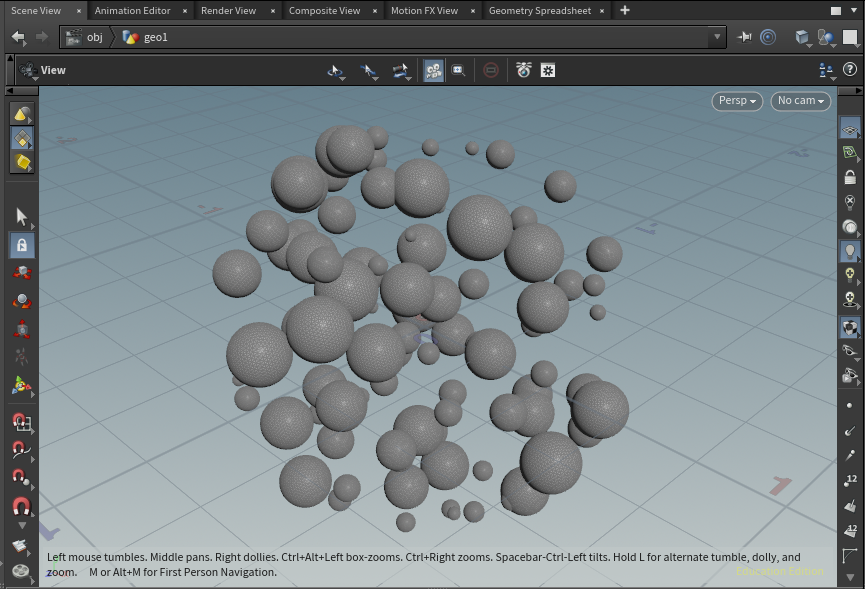 Scene View × Animation Editor × Render View × Composite View × Motion FX View × Geometry Spreadsheet × +
obj geo1
View
Persp No cam
12
12
1
Left mouse tumbles. Middle pans. Right dollies. Ctrl+Alt+Left box-zooms. Ctrl+Right zooms. Spacebar-Ctrl-Left tilts. Hold L for alternate tumble, dolly, and
zoom. M or Alt+M for First Person Navigation.
Education Edition